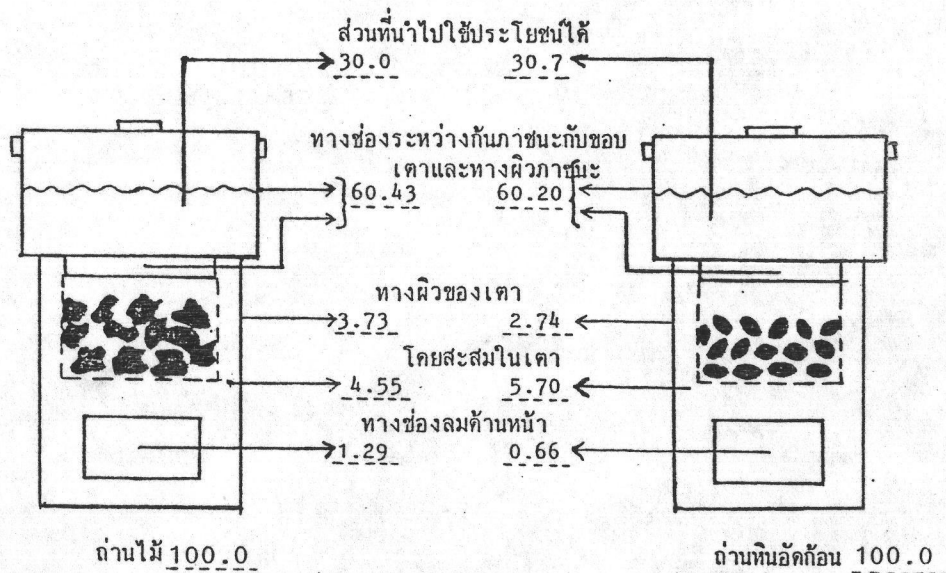 ส่วนที่นำไปใช้ประโยชน์ได้
30.0 30.7
ทางช่องระหว่างก้นภาชนะกับขอบ
เตาและทางผิวภาชนะ
60.43 60.20
ทางผิวของเตา
3.73 2.74
โดยสะสมในเตา
4.55 5.70
ทางช่องลมด้านหน้า
1.29 0.66
ถ่านไม้ 100.0 ถ่านหินอัดก้อน 100.0